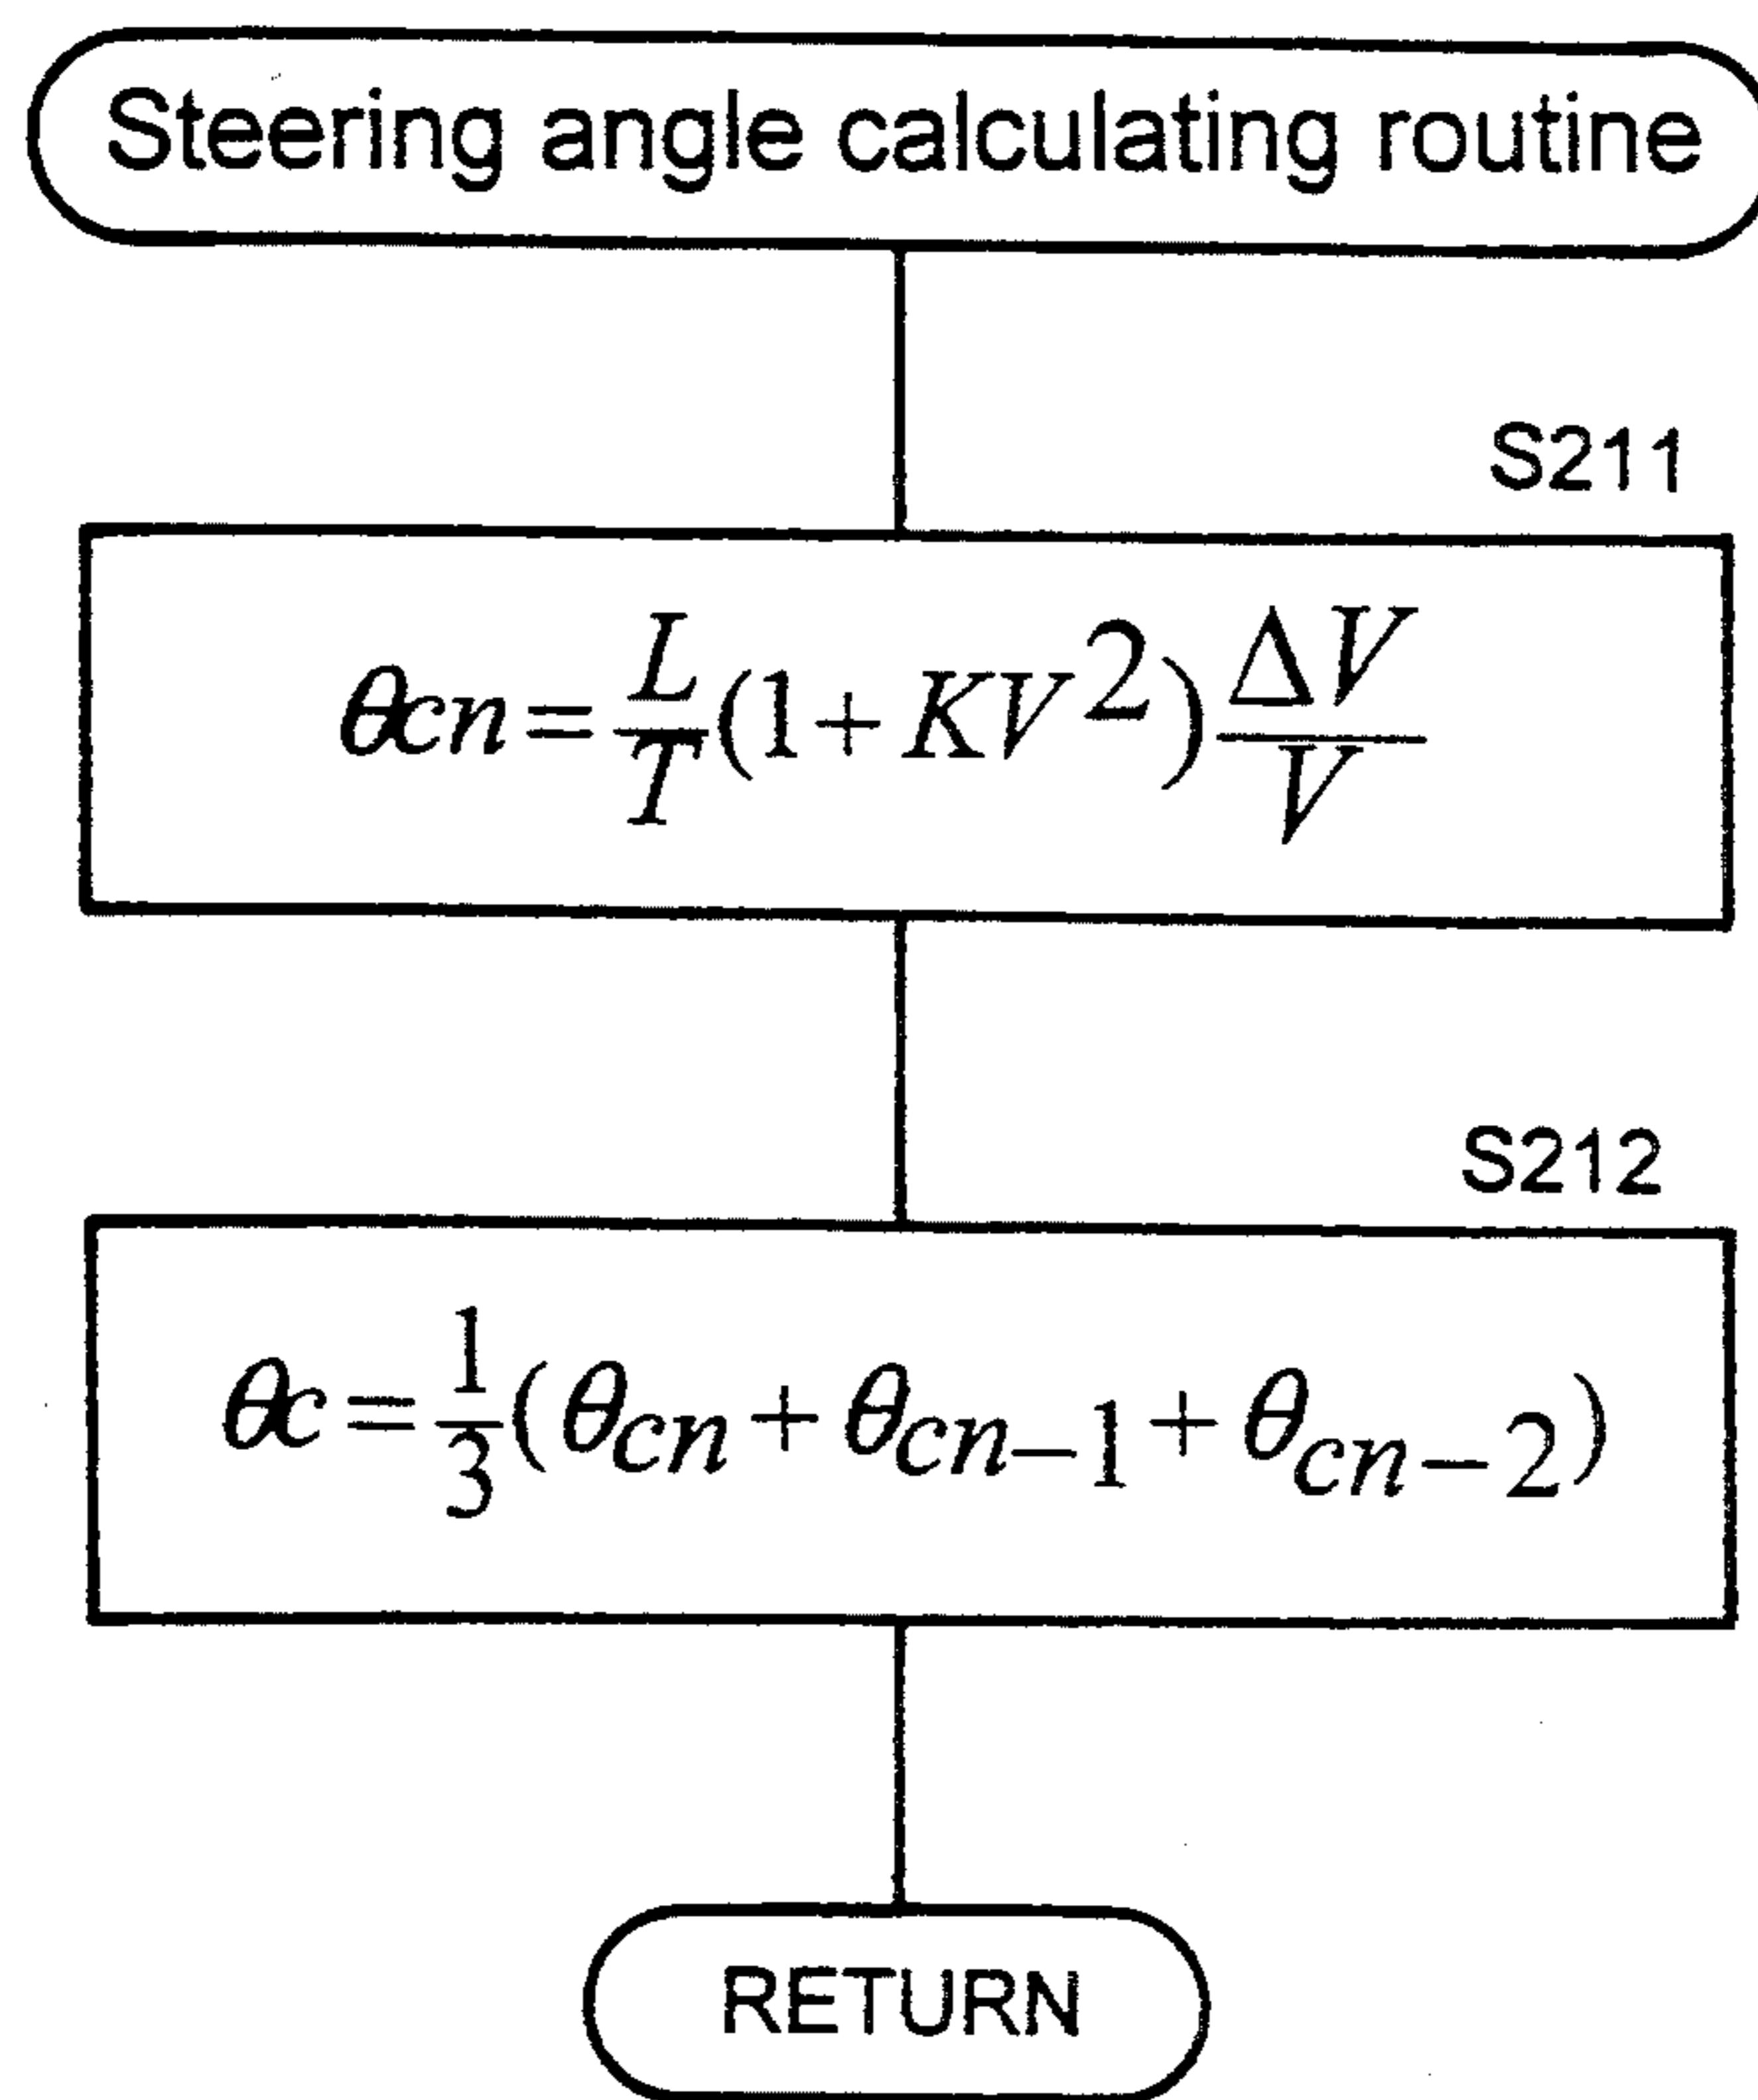 Steering angle calculating routine
S211
θcn = L/T (1 + KV²) ΔV/V
S212
θc = 1/3 (θcn + θcn−1 + θcn−2)
RETURN